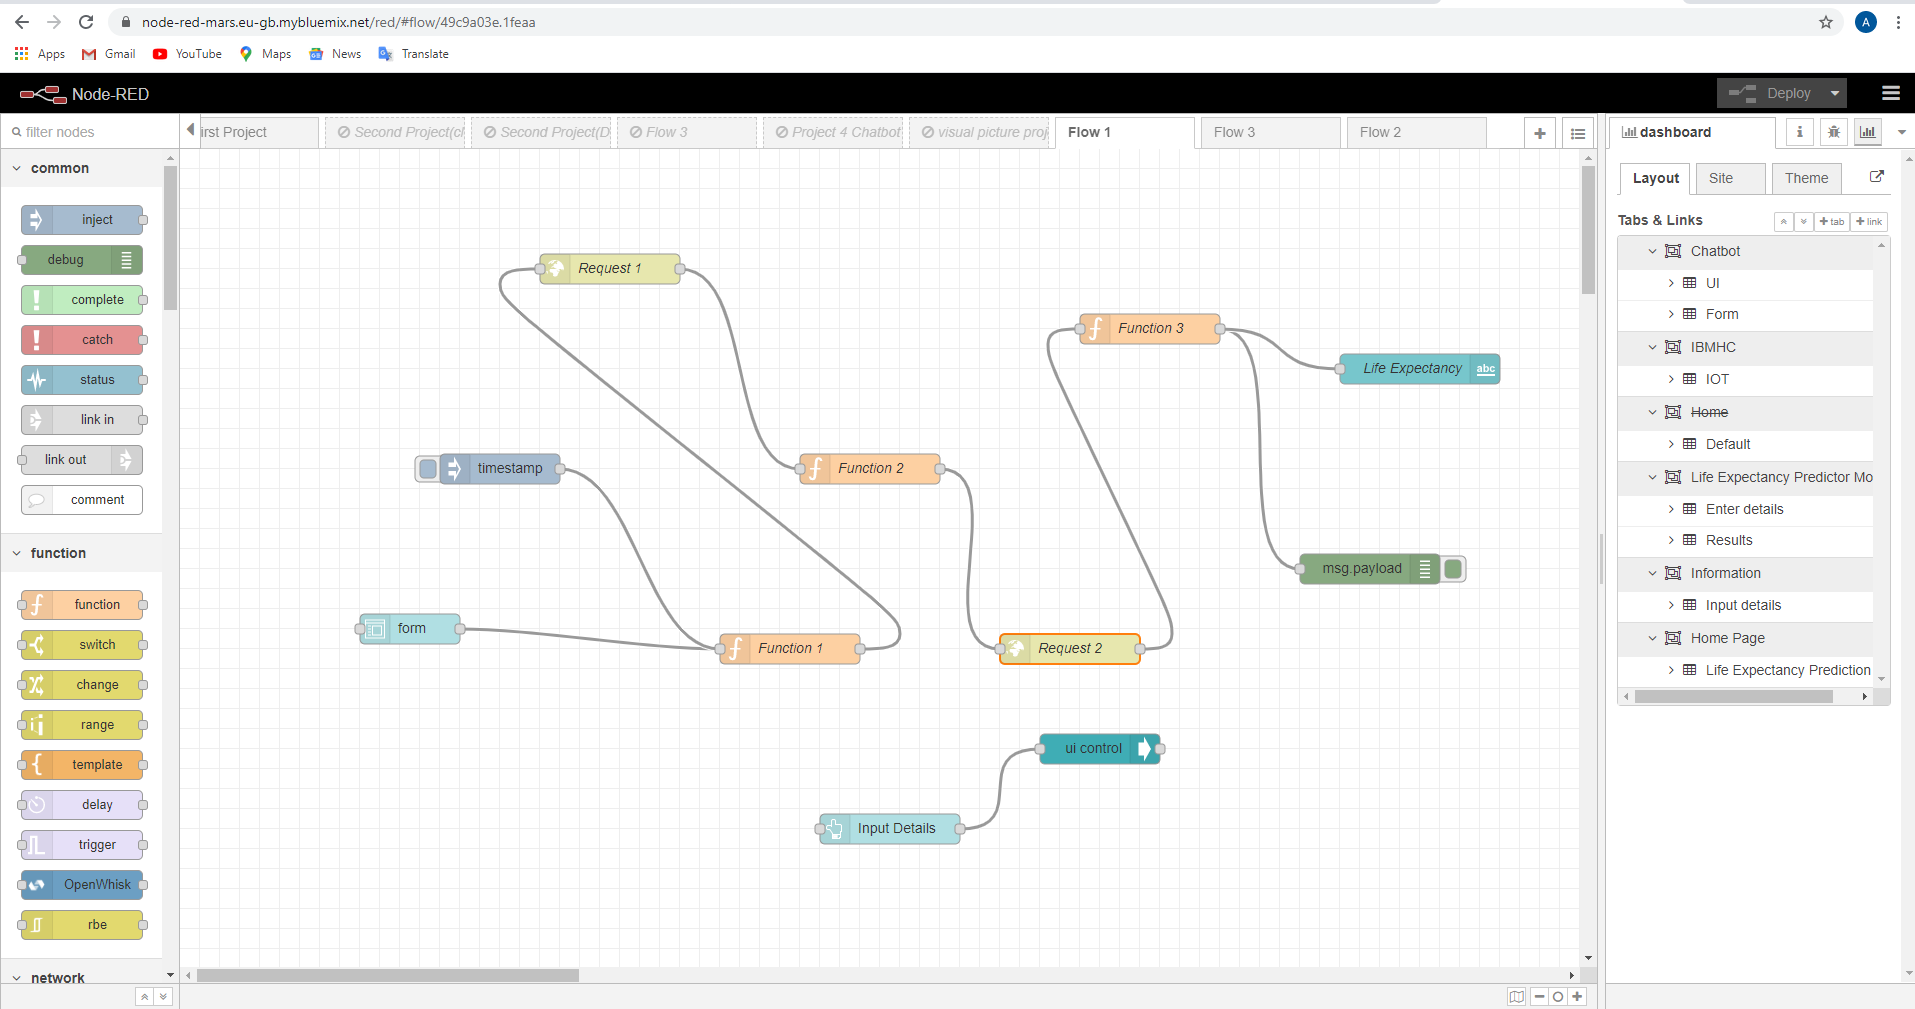 node-red-mars.eu-gb.mybluemix.net/red/#flow/49c9a03e.1feaa
A
Apps Gmail YouTube Maps News Translate
Node-RED
Deploy
filter nodes
irst Project
Second Project(cl
Second Project(D
Flow 3
Project 4 Chatbot
visual picture proj
Flow 1
Flow 3
Flow 2
dashboard
i
common
inject
debug
complete
catch
status
link in
link out
comment
function
function
switch
change
range
template
delay
trigger
OpenWhisk
rbe
network
Request 1
Function 3
Life Expectancy
abc
timestamp
Function 2
msg.payload
form
Function 1
Request 2
ui control
Input Details
Layout
Site
Theme
Tabs & Links
+ tab
+ link
Chatbot
UI
Form
IBMHC
IOT
Home
Default
Life Expectancy Predictor Mo
Enter details
Results
Information
Input details
Home Page
Life Expectancy Prediction